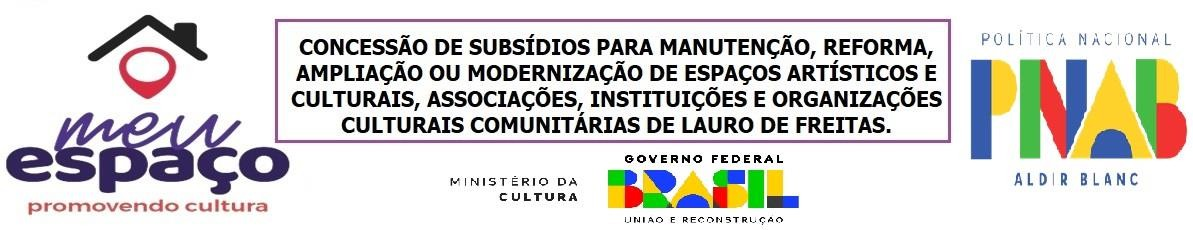 meu
espaço
promovendo cultura
CONCESSÃO DE SUBSÍDIOS PARA MANUTENÇÃO, REFORMA,
AMPLIAÇÃO OU MODERNIZAÇÃO DE ESPAÇOS ARTÍSTICOS E
CULTURAIS, ASSOCIAÇÕES, INSTITUIÇÕES E ORGANIZAÇÕES
CULTURAIS COMUNITÁRIAS DE LAURO DE FREITAS.
MINISTÉRIO DA
CULTURA
GOVERNO FEDERAL
BRASIL
UNIÃO E RECONSTRUÇÃO
POLÍTICA NACIONAL
PNAB
ALDIR BLANC